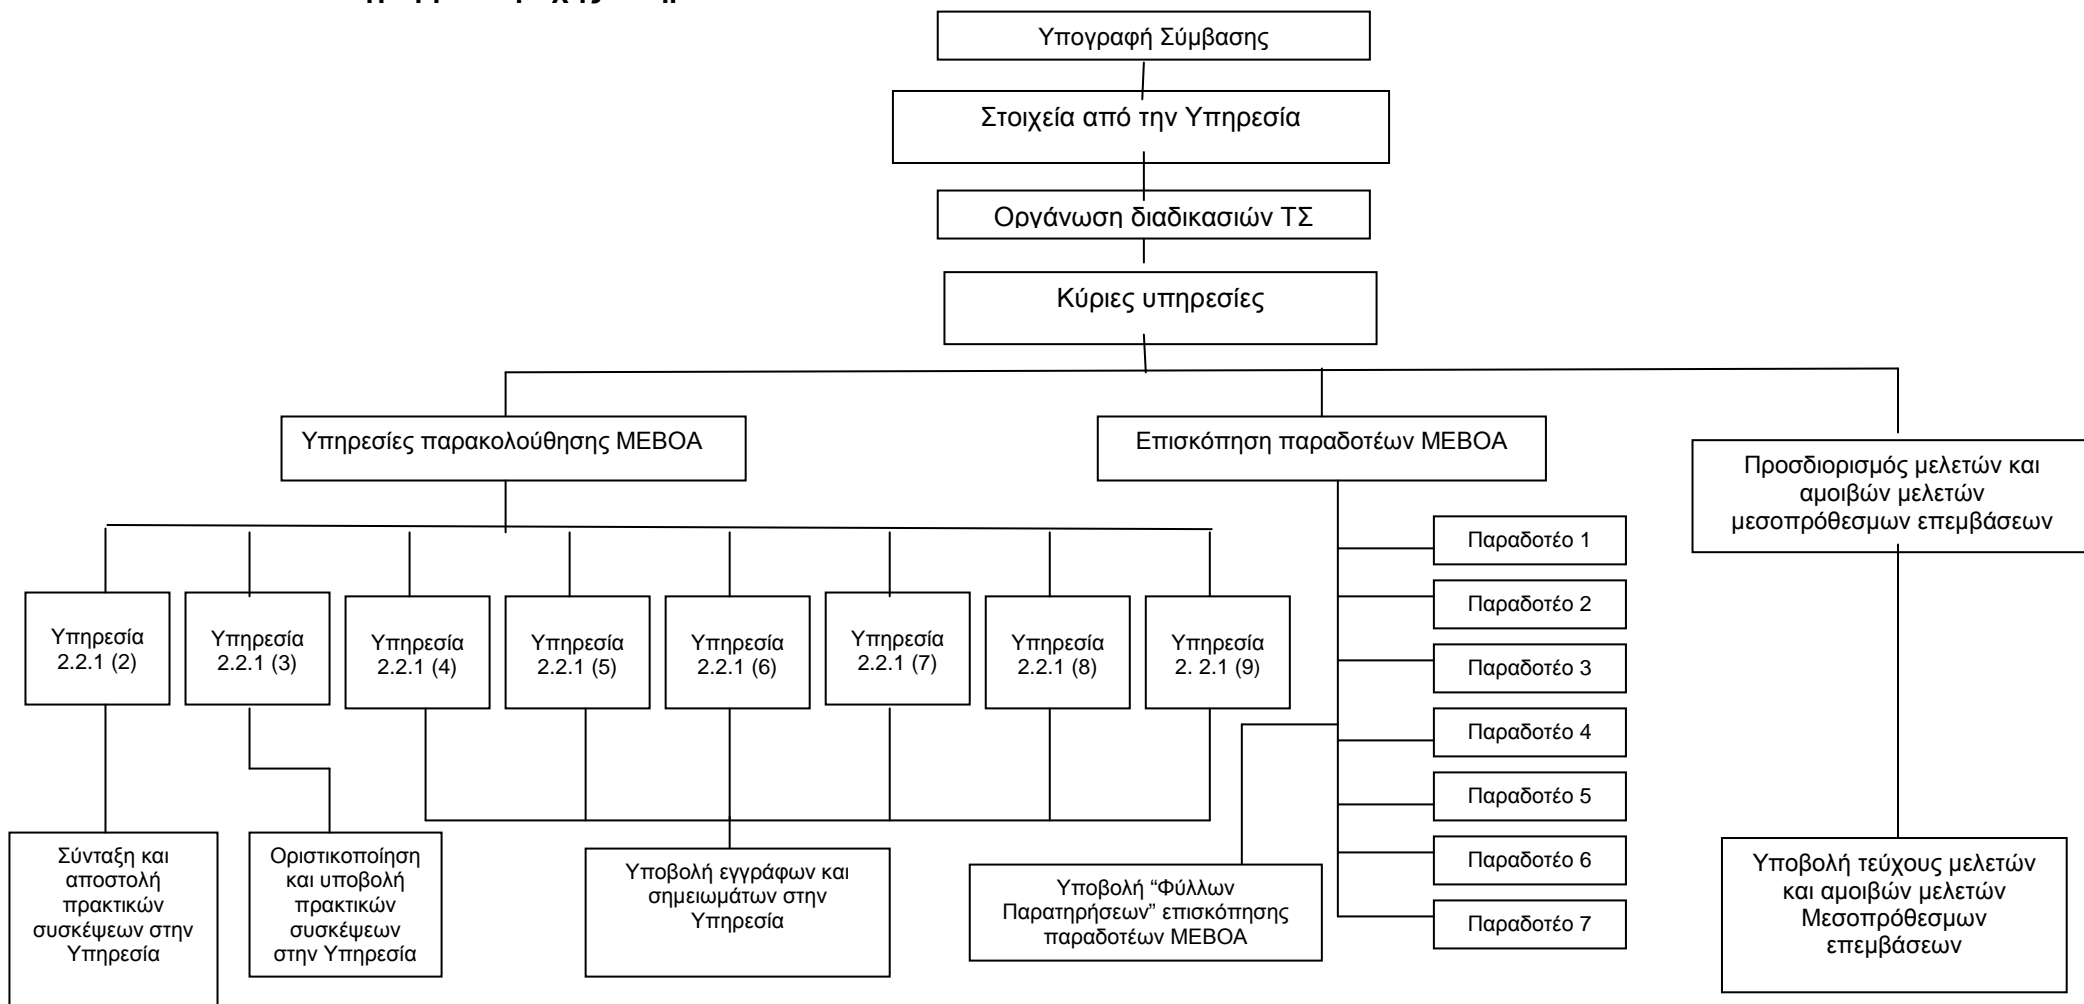 Υπογραφή Σύμβασης
Στοιχεία από την Υπηρεσία
Οργάνωση διαδικασιών ΤΣ
Κύριες υπηρεσίες
Υπηρεσίες παρακολούθησης ΜΕΒΟΑ
Επισκόπηση παραδοτέων ΜΕΒΟΑ
Προσδιορισμός μελετών και
αμοιβών μελετών
μεσοπρόθεσμων επεμβάσεων
Υπηρεσία
2.2.1 (2)
Υπηρεσία
2.2.1 (3)
Υπηρεσία
2.2.1 (4)
Υπηρεσία
2.2.1 (5)
Υπηρεσία
2.2.1 (6)
Υπηρεσία
2.2.1 (7)
Υπηρεσία
2.2.1 (8)
Υπηρεσία
2. 2.1 (9)
Παραδοτέο 1
Παραδοτέο 2
Παραδοτέο 3
Παραδοτέο 4
Παραδοτέο 5
Παραδοτέο 6
Παραδοτέο 7
Σύνταξη και
αποστολή
πρακτικών
συσκέψεων στην
Υπηρεσία
Οριστικοποίηση
και υποβολή
πρακτικών
συσκέψεων
στην Υπηρεσία
Υποβολή εγγράφων και
σημειωμάτων στην
Υπηρεσία
Υποβολή “Φύλλων
Παρατηρήσεων” επισκόπησης
παραδοτέων ΜΕΒΟΑ
Υποβολή τεύχους μελετών
και αμοιβών μελετών
Μεσοπρόθεσμων
επεμβάσεων